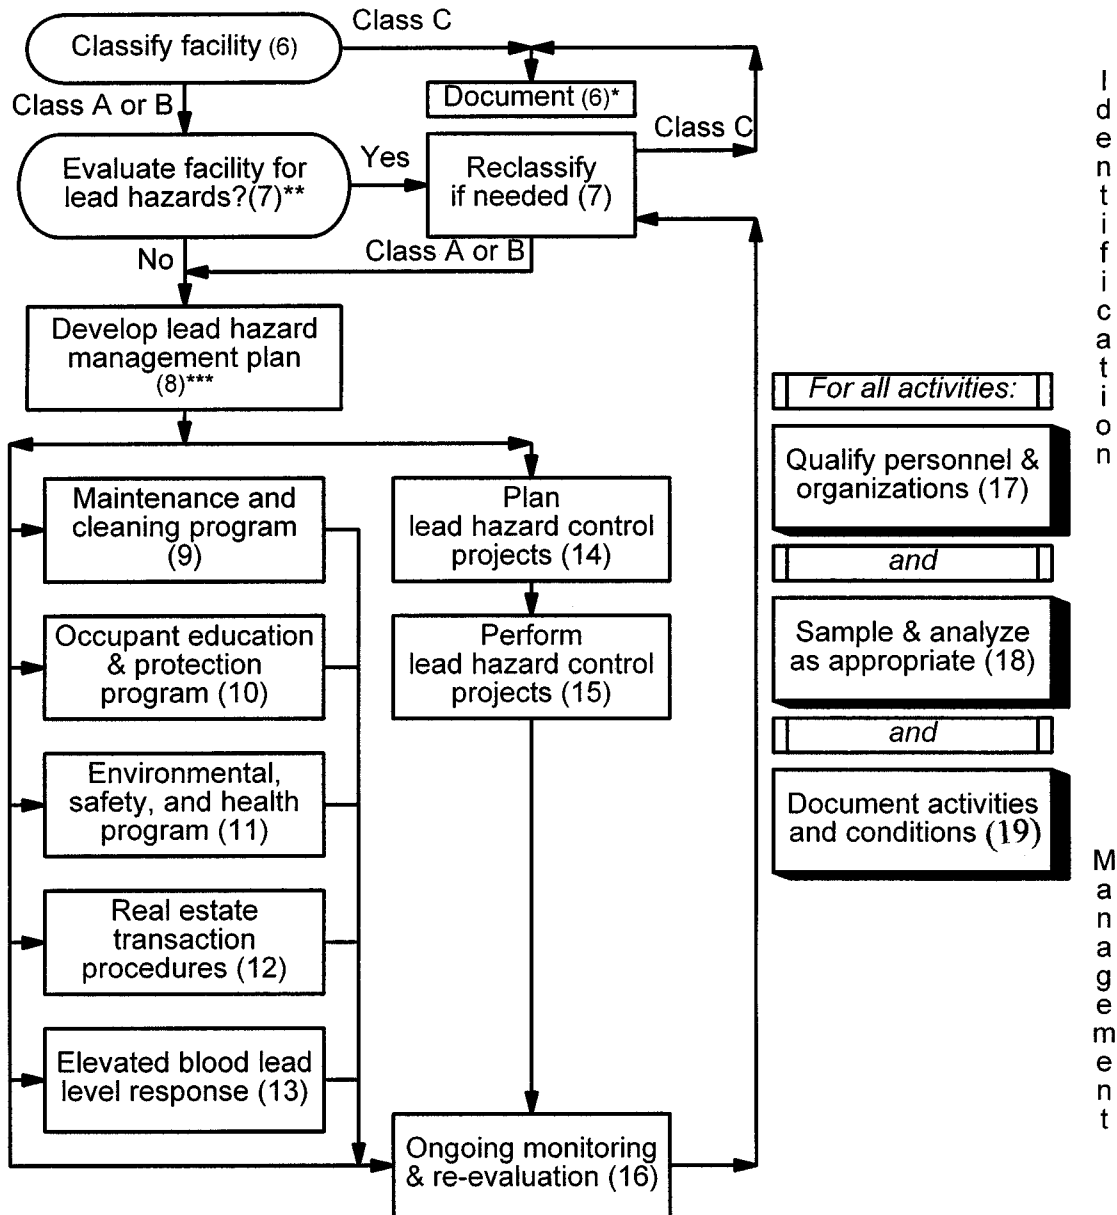 Classify facility (6)
Class C
Class A or B
Document (6)*
Class C
Evaluate facility for
lead hazards?(7)**
Yes
Reclassify
if needed (7)
No
Class A or B
Develop lead hazard
management plan
(8)***
Maintenance and
cleaning program
(9)
Occupant education
& protection
program (10)
Environmental,
safety, and health
program (11)
Real estate
transaction
procedures (12)
Elevated blood lead
level response (13)
Plan
lead hazard control
projects (14)
Perform
lead hazard control
projects (15)
Ongoing monitoring
& re-evaluation (16)
For all activities:
Qualify personnel &
organizations (17)
and
Sample & analyze
as appropriate (18)
and
Document activities
and conditions (19)
Identification
Management